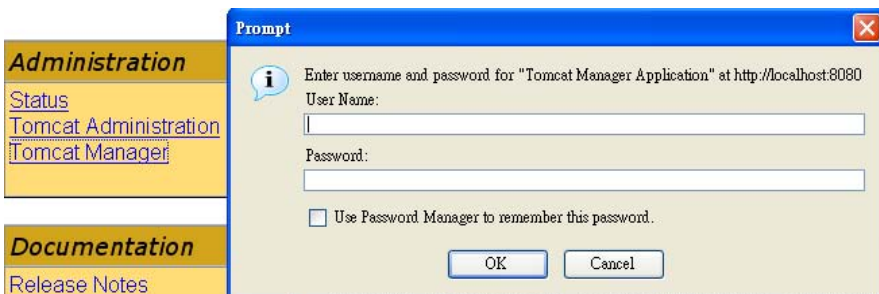 Administration
Status
Tomcat Administration
Tomcat Manager
Documentation
Release Notes
Prompt
Enter username and password for "Tomcat Manager Application" at http://localhost:8080
User Name:
Password:
Use Password Manager to remember this password.
OK
Cancel